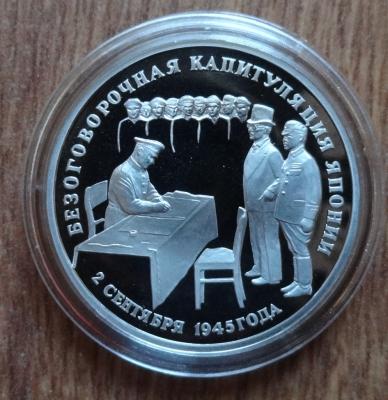 БЕЗОГОВОРОЧНАЯ КАПИТУЛЯЦИЯ ЯПОНИИ
2 СЕНТЯБРЯ 1945 ГОДА